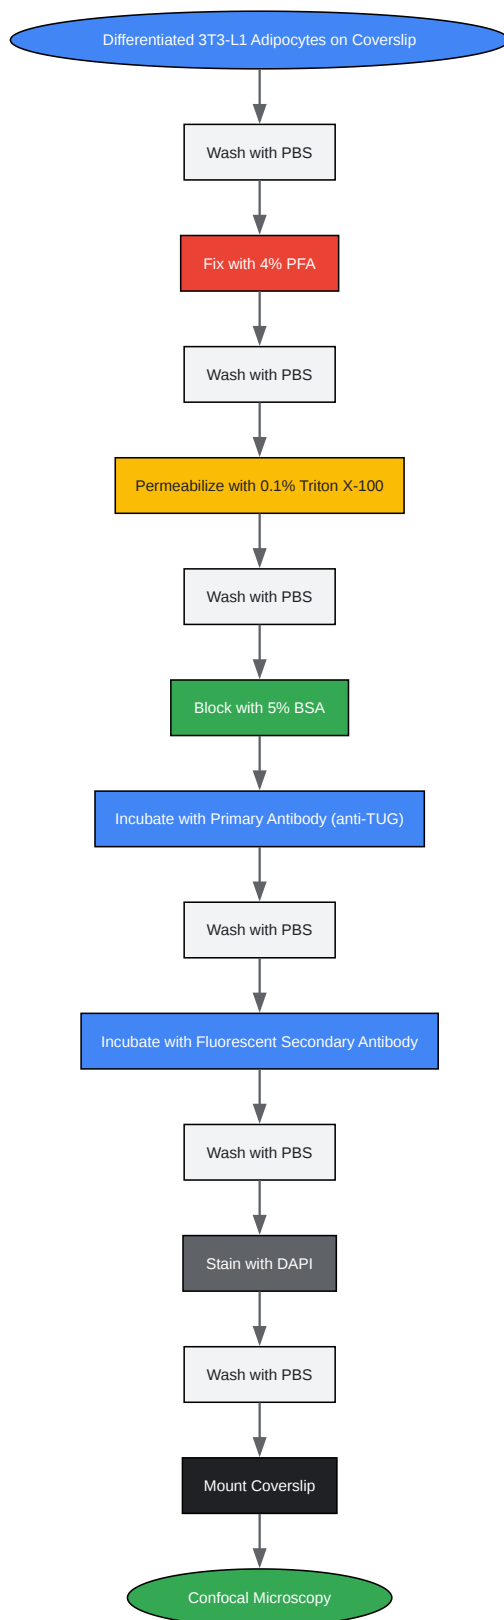 Differentiated 3T3-L1 Adipocytes on Coverslip
Wash with PBS
Fix with 4% PFA
Wash with PBS
Permeabilize with 0.1% Triton X-100
Wash with PBS
Block with 5% BSA
Incubate with Primary Antibody (anti-TUG)
Wash with PBS
Incubate with Fluorescent Secondary Antibody
Wash with PBS
Stain with DAPI
Wash with PBS
Mount Coverslip
Confocal Microscopy